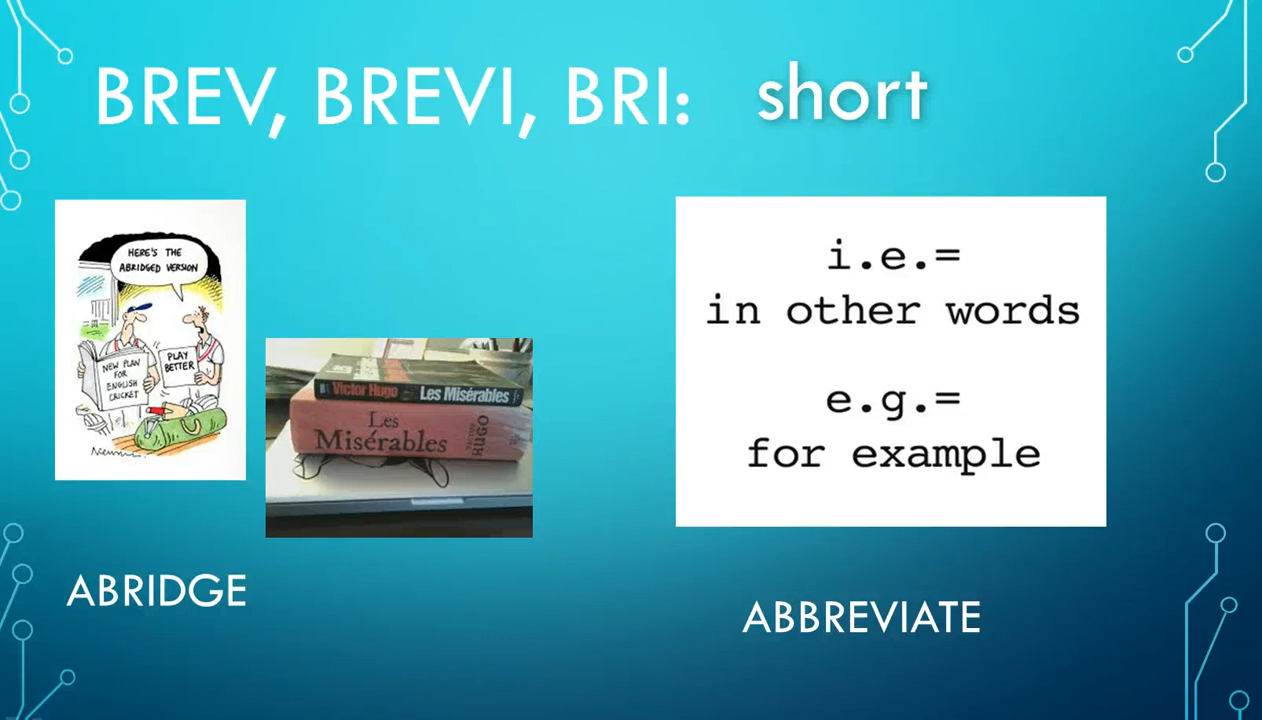 BREV, BREVI, BRI: short
HERE'S THE
ABRIDGED VERSION
NEW PLAN
FOR
ENGLISH
CRICKET
PLAY
BETTER
Victor Hugo Les Misérables
Les
Misérables
VICTOR
HUGO
i.e.=
in other words
e.g.=
for example
ABRIDGE
ABBREVIATE